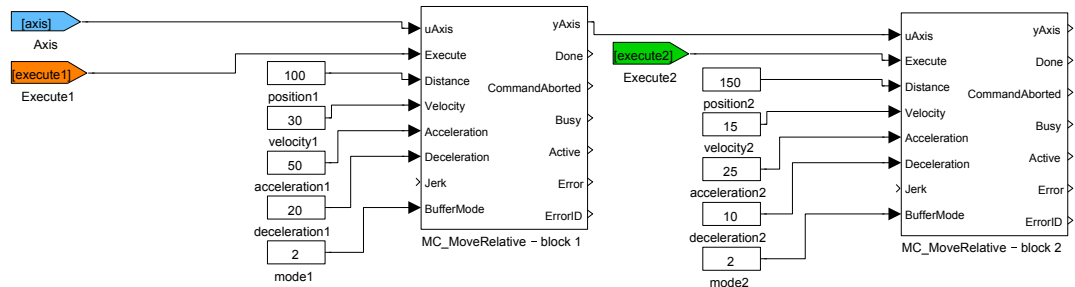 [axis]
Axis
[execute1]
Execute1
100
position1
30
velocity1
50
acceleration1
20
deceleration1
2
mode1
uAxis
Execute
Distance
Velocity
Acceleration
Deceleration
Jerk
BufferMode
yAxis
Done
CommandAborted
Busy
Active
Error
ErrorID
MC_MoveRelative − block 1
[execute2]
Execute2
150
position2
15
velocity2
25
acceleration2
10
deceleration2
2
mode2
uAxis
Execute
Distance
Velocity
Acceleration
Deceleration
Jerk
BufferMode
yAxis
Done
CommandAborted
Busy
Active
Error
ErrorID
MC_MoveRelative − block 2